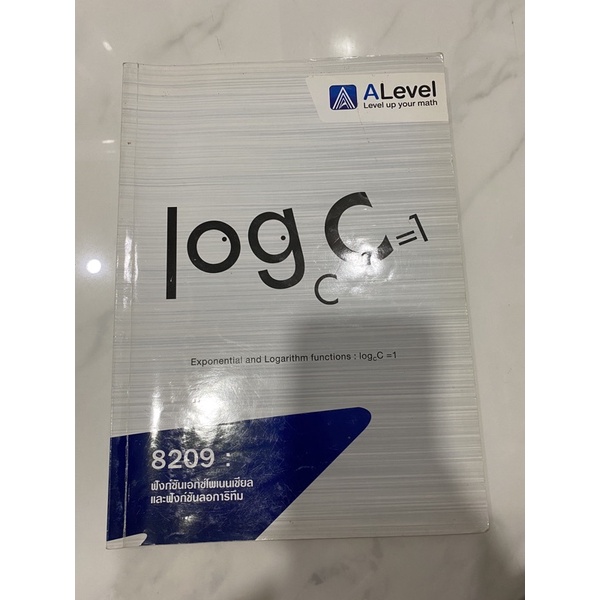 ALevel
Level up your math
log C C =1
Exponential and Logarithm functions : logcC =1
8209 :
ฟังก์ชันเอกซ์โพเนนเชียล
และฟังก์ชันลอการิทึม